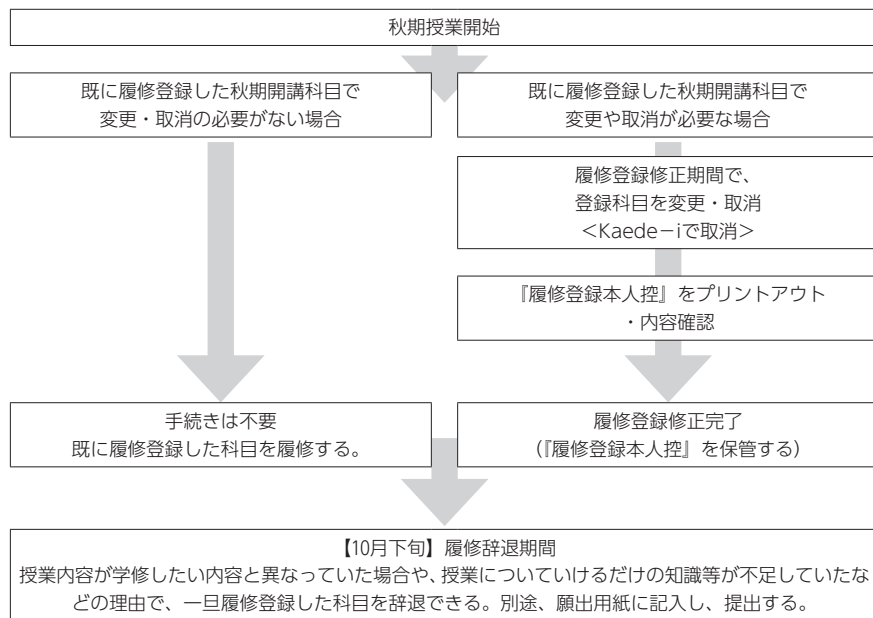 秋期授業開始
既に履修登録した秋期開講科目で
変更・取消の必要がない場合
既に履修登録した秋期開講科目で
変更や取消が必要な場合
履修登録修正期間で、
登録科目を変更・取消
<Kaede−iで取消>
『履修登録本人控』をプリントアウト
・内容確認
手続きは不要
既に履修登録した科目を履修する。
履修登録修正完了
(『履修登録本人控』を保管する)
【10月下旬】履修辞退期間
授業内容が学修したい内容と異なっていた場合や、授業についていけるだけの知識等が不足していたな
どの理由で、一旦履修登録した科目を辞退できる。別途、願出用紙に記入し、提出する。